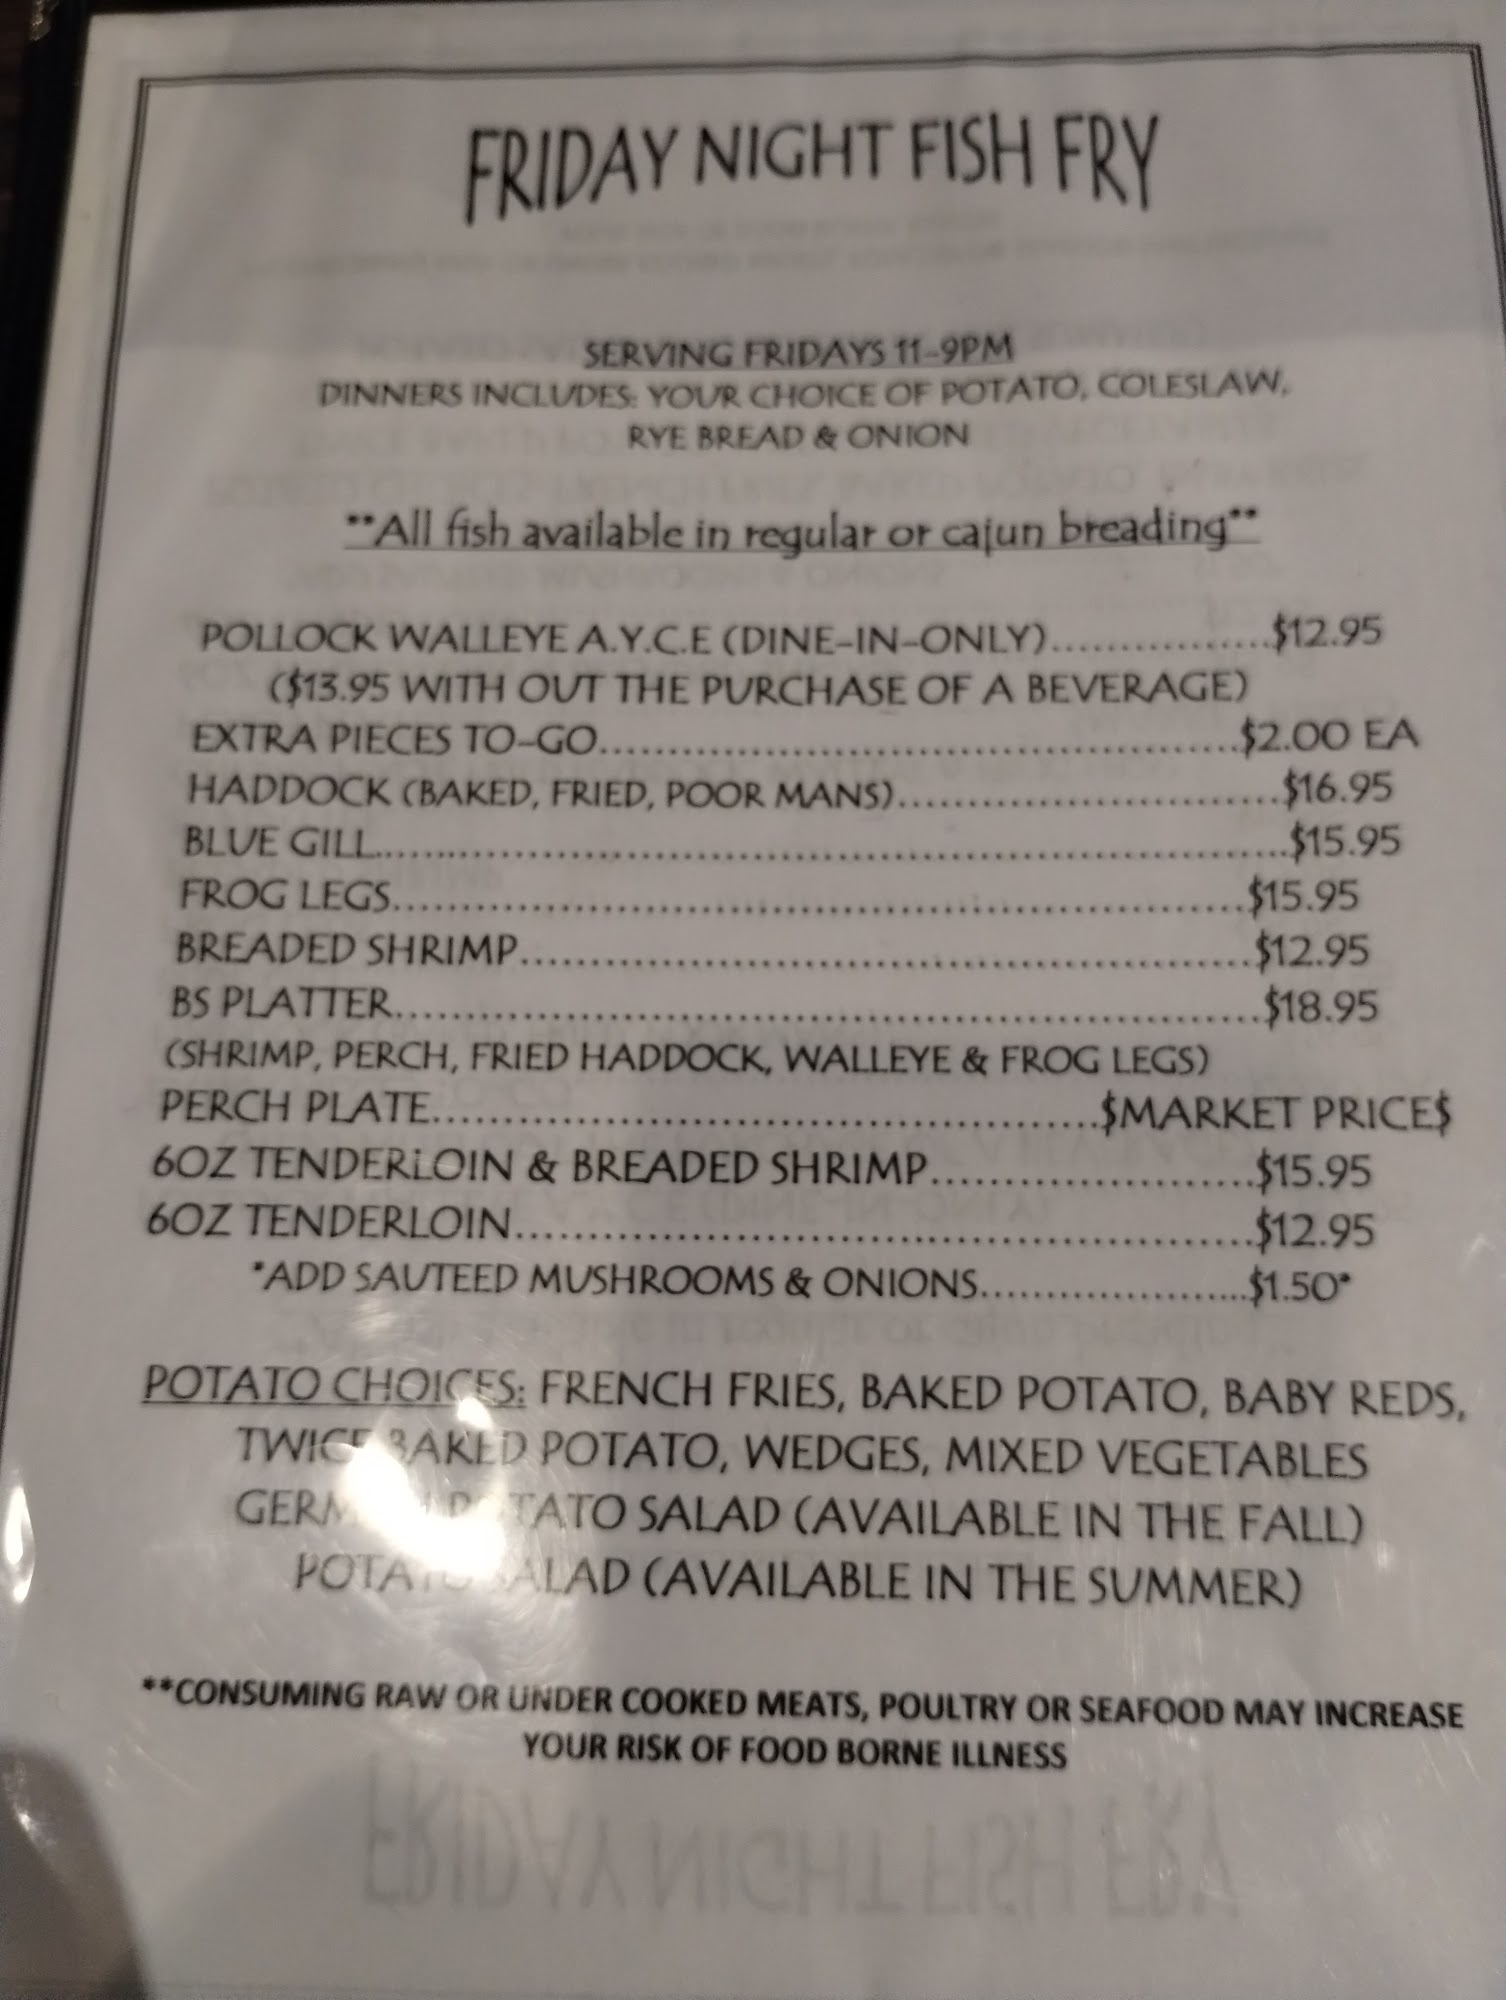 FRIDAY NIGHT FISH FRY
SERVING FRIDAYS 11-9PM
DINNERS INCLUDES: YOUR CHOICE OF POTATO, COLESLAW,
RYE BREAD & ONION
**All fish available in regular or cajun breading**
POLLOCK WALLEYE A.Y.C.E (DINE-IN-ONLY)................$12.95
($13.95 WITH OUT THE PURCHASE OF A BEVERAGE)
EXTRA PIECES TO-GO................................................$2.00 EA
HADDOCK (BAKED, FRIED, POOR MANS)............................$16.95
BLUE GILL....................................................................$15.95
FROG LEGS................................................................$15.95
BREADED SHRIMP......................................................$12.95
BS PLATTER................................................................$18.95
(SHRIMP, PERCH, FRIED HADDOCK, WALLEYE & FROG LEGS)
PERCH PLATE.................................................$MARKET PRICE$
6OZ TENDERLOIN & BREADED SHRIMP........................$15.95
6OZ TENDERLOIN......................................................$12.95
*ADD SAUTEED MUSHROOMS & ONIONS.....................$1.50*
POTATO CHOICES: FRENCH FRIES, BAKED POTATO, BABY REDS,
TWICE BAKED POTATO, WEDGES, MIXED VEGETABLES
GERMAN POTATO SALAD (AVAILABLE IN THE FALL)
POTATO SALAD (AVAILABLE IN THE SUMMER)
**CONSUMING RAW OR UNDER COOKED MEATS, POULTRY OR SEAFOOD MAY INCREASE
YOUR RISK OF FOOD BORNE ILLNESS